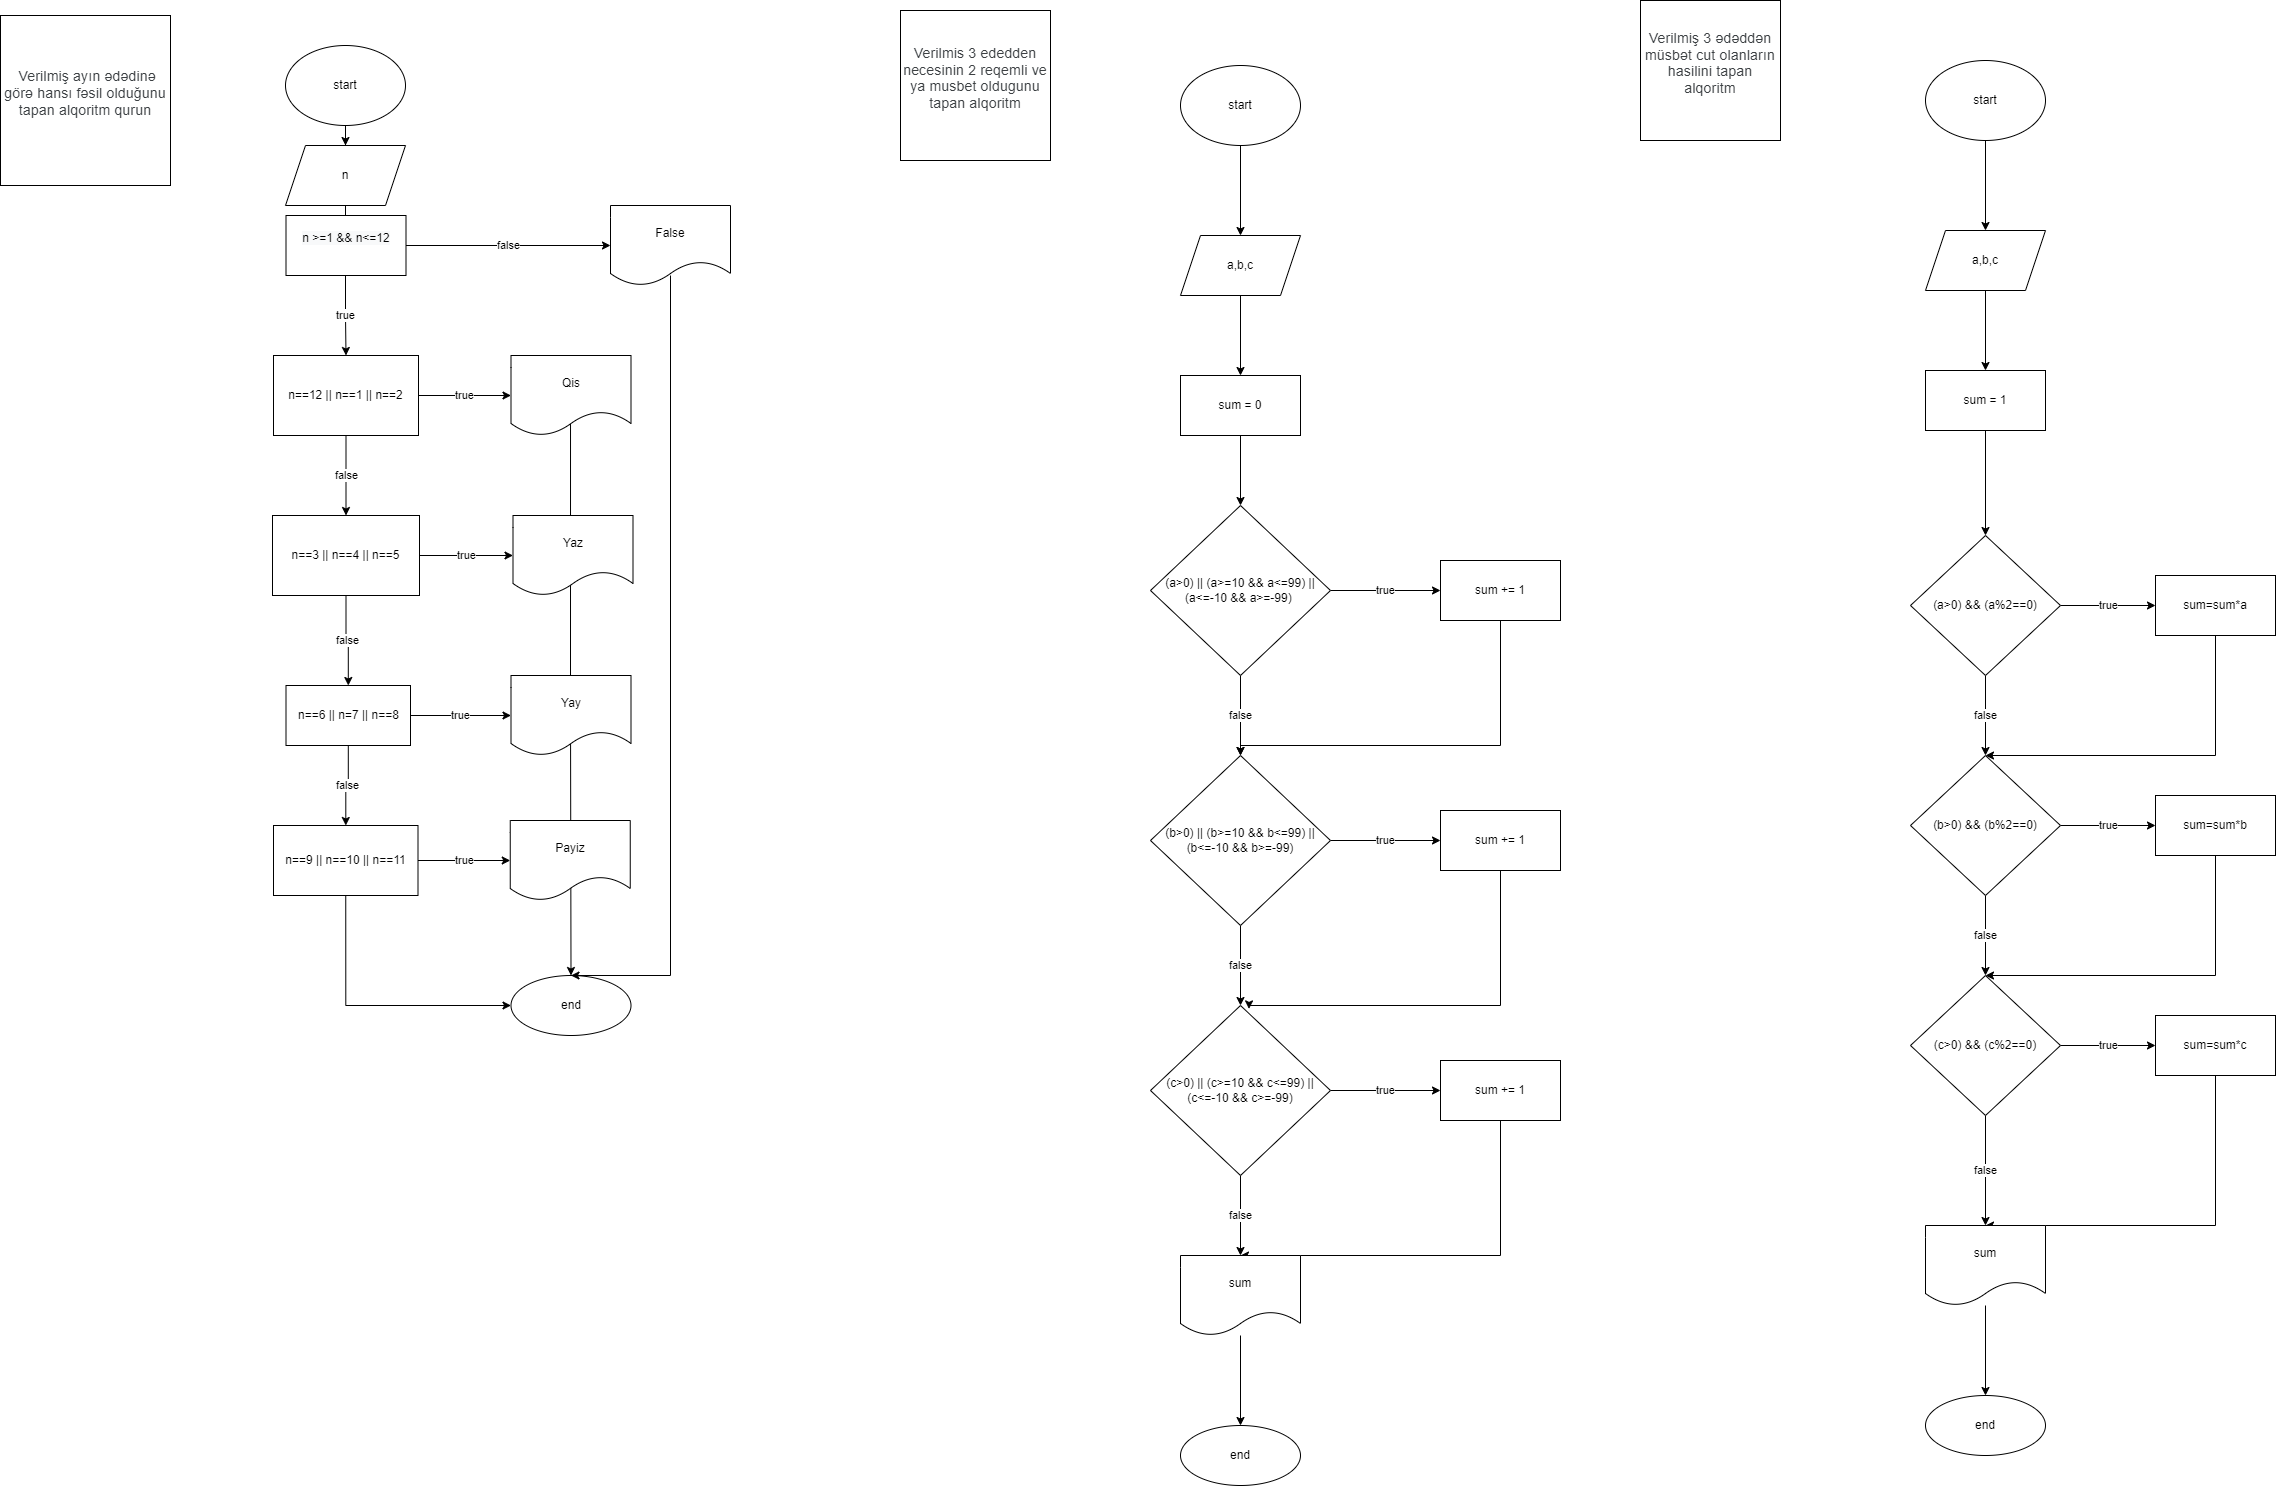 Verilmiş ayın ədədinə
görə hansı fəsil olduğunu
tapan alqoritm qurun
start
n
n >=1 && n<=12
false
False
true
n==12 || n==1 || n==2
true
Qis
false
n==3 || n==4 || n==5
true
Yaz
false
n==6 || n=7 || n==8
true
Yay
false
n==9 || n==10 || n==11
true
Payiz
end
Verilmis 3 ededden
necesinin 2 reqemli ve
ya musbet oldugunu
tapan alqoritm
start
a,b,c
sum = 0
(a>0) || (a>=10 && a<=99) ||
(a<=-10 && a>=-99)
true
sum += 1
false
(b>0) || (b>=10 && b<=99) ||
(b<=-10 && b>=-99)
true
sum += 1
false
(c>0) || (c>=10 && c<=99) ||
(c<=-10 && c>=-99)
true
sum += 1
false
sum
end
Verilmiş 3 ədəddən
müsbət cut olanların
hasilini tapan
alqoritm
start
a,b,c
sum = 1
(a>0) && (a%2==0)
true
sum=sum*a
false
(b>0) && (b%2==0)
true
sum=sum*b
false
(c>0) && (c%2==0)
true
sum=sum*c
false
sum
end